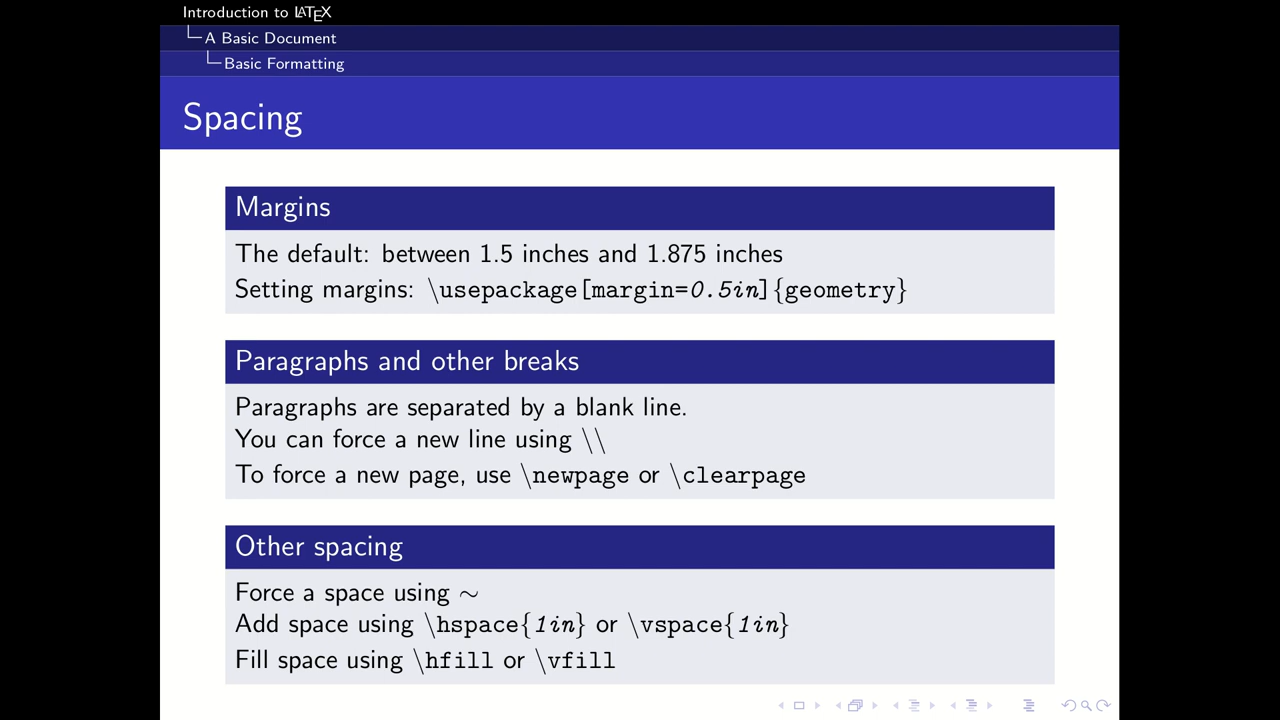 Introduction to LATEX
A Basic Document
Basic Formatting
Spacing
Margins
The default: between 1.5 inches and 1.875 inches
Setting margins: \usepackage[margin=0.5in]{geometry}
Paragraphs and other breaks
Paragraphs are separated by a blank line.
You can force a new line using \\
To force a new page, use \newpage or \clearpage
Other spacing
Force a space using ~
Add space using \hspace{1in} or \vspace{1in}
Fill space using \hfill or \vfill